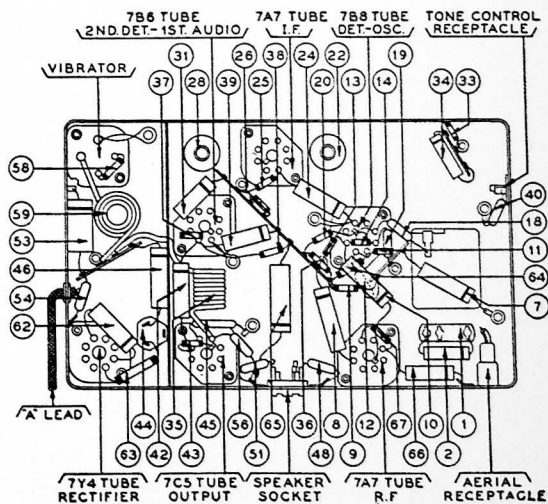 7B6 TUBE
2ND. DET.-1ST. AUDIO
7A7 TUBE
I.F.
7B8 TUBE
DET.-OSC.
TONE CONTROL
RECEPTACLE
VIBRATOR
31 28 26 25 38 24 20 22 13 14 19 34 33
37 39
58
59
53
46
54
62
40
18
11
64
7
63 44 42 35 43 45 56 51 65 36 48 8 9 12 67 66 10 2 1
"A" LEAD
7Y4 TUBE
RECTIFIER
7C5 TUBE
OUTPUT
SPEAKER
SOCKET
7A7 TUBE
R.F
AERIAL
RECEPTACLE